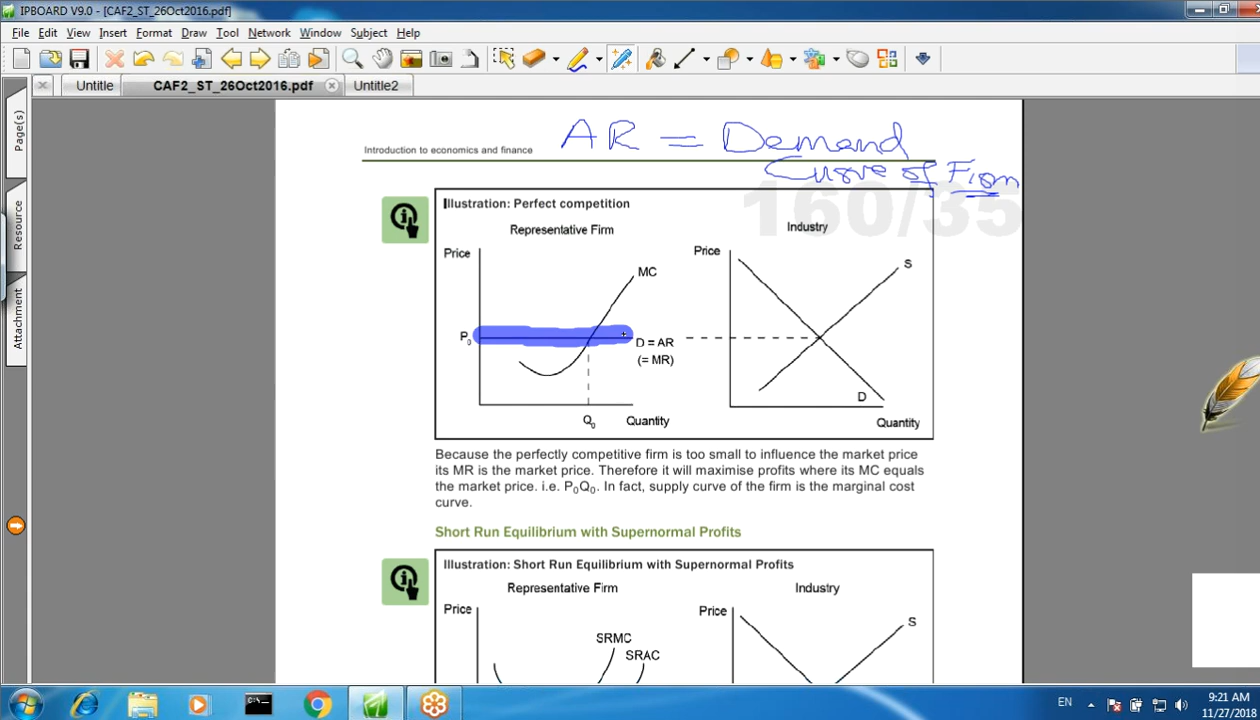 IPBOARD V9.0 - [CAF2_ST_26Oct2016.pdf]
File Edit View Insert Format Draw Tool Network Window Subject Help
Untitle CAF2_ST_26Oct2016.pdf Untitle2
Page(s)
Resource
Attachment
AR = Demand
Curve of Firm
Introduction to economics and finance
160/35
Illustration: Perfect competition
Representative Firm Industry
Price Price
MC S
P0
D = AR
(= MR)
D
Q0 Quantity Quantity
Because the perfectly competitive firm is too small to influence the market price
its MR is the market price. Therefore it will maximise profits where its MC equals
the market price. i.e. P0Q0. In fact, supply curve of the firm is the marginal cost
curve.
Short Run Equilibrium with Supernormal Profits
Illustration: Short Run Equilibrium with Supernormal Profits
Representative Firm Industry
Price Price
S
SRMC
SRAC
EN 9:21 AM
11/27/2018